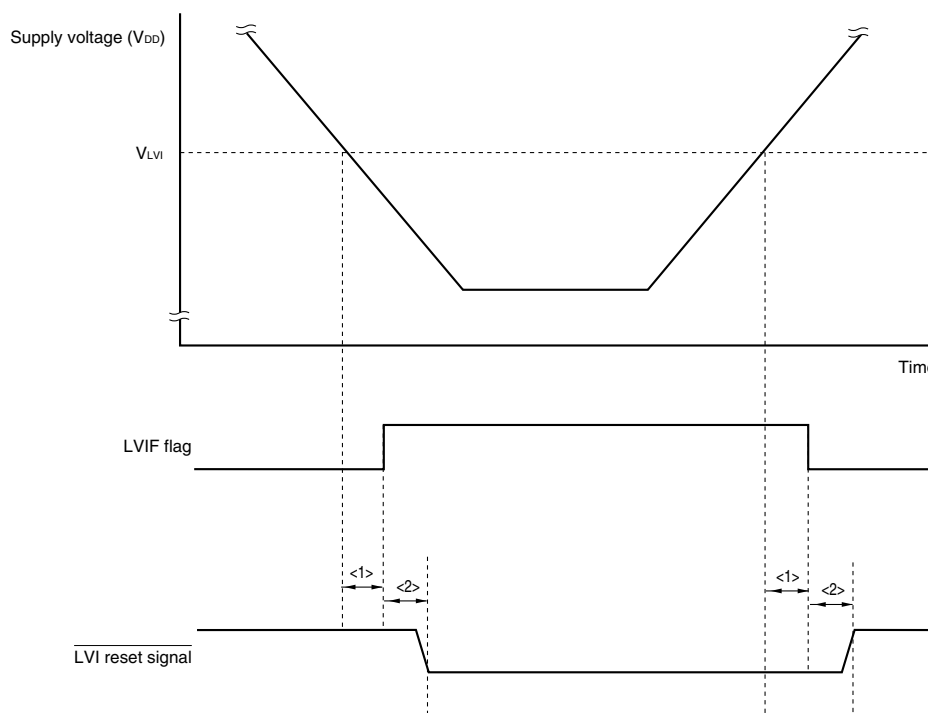 Supply voltage (VDD)
VLVI
Time
LVIF flag
<1>
<2>
<1>
<2>
LVI reset signal